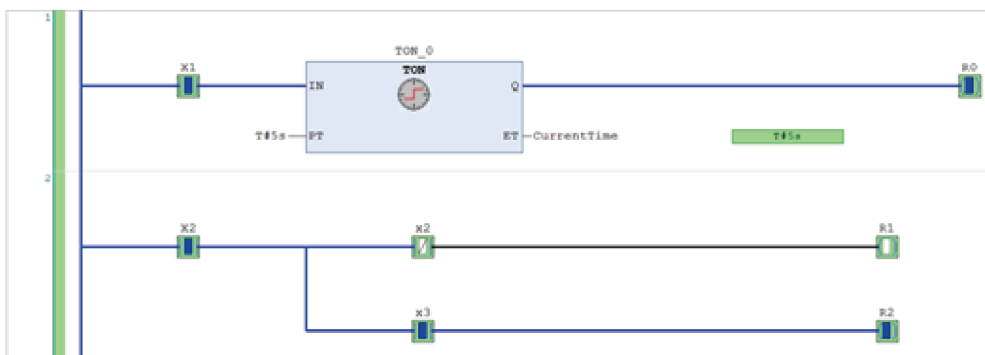 1
TON_0
X1
TON
R0
IN
Q
T#5s
PT
ET
CurrentTime
T#5s
2
X2
x2
R1
x3
R2